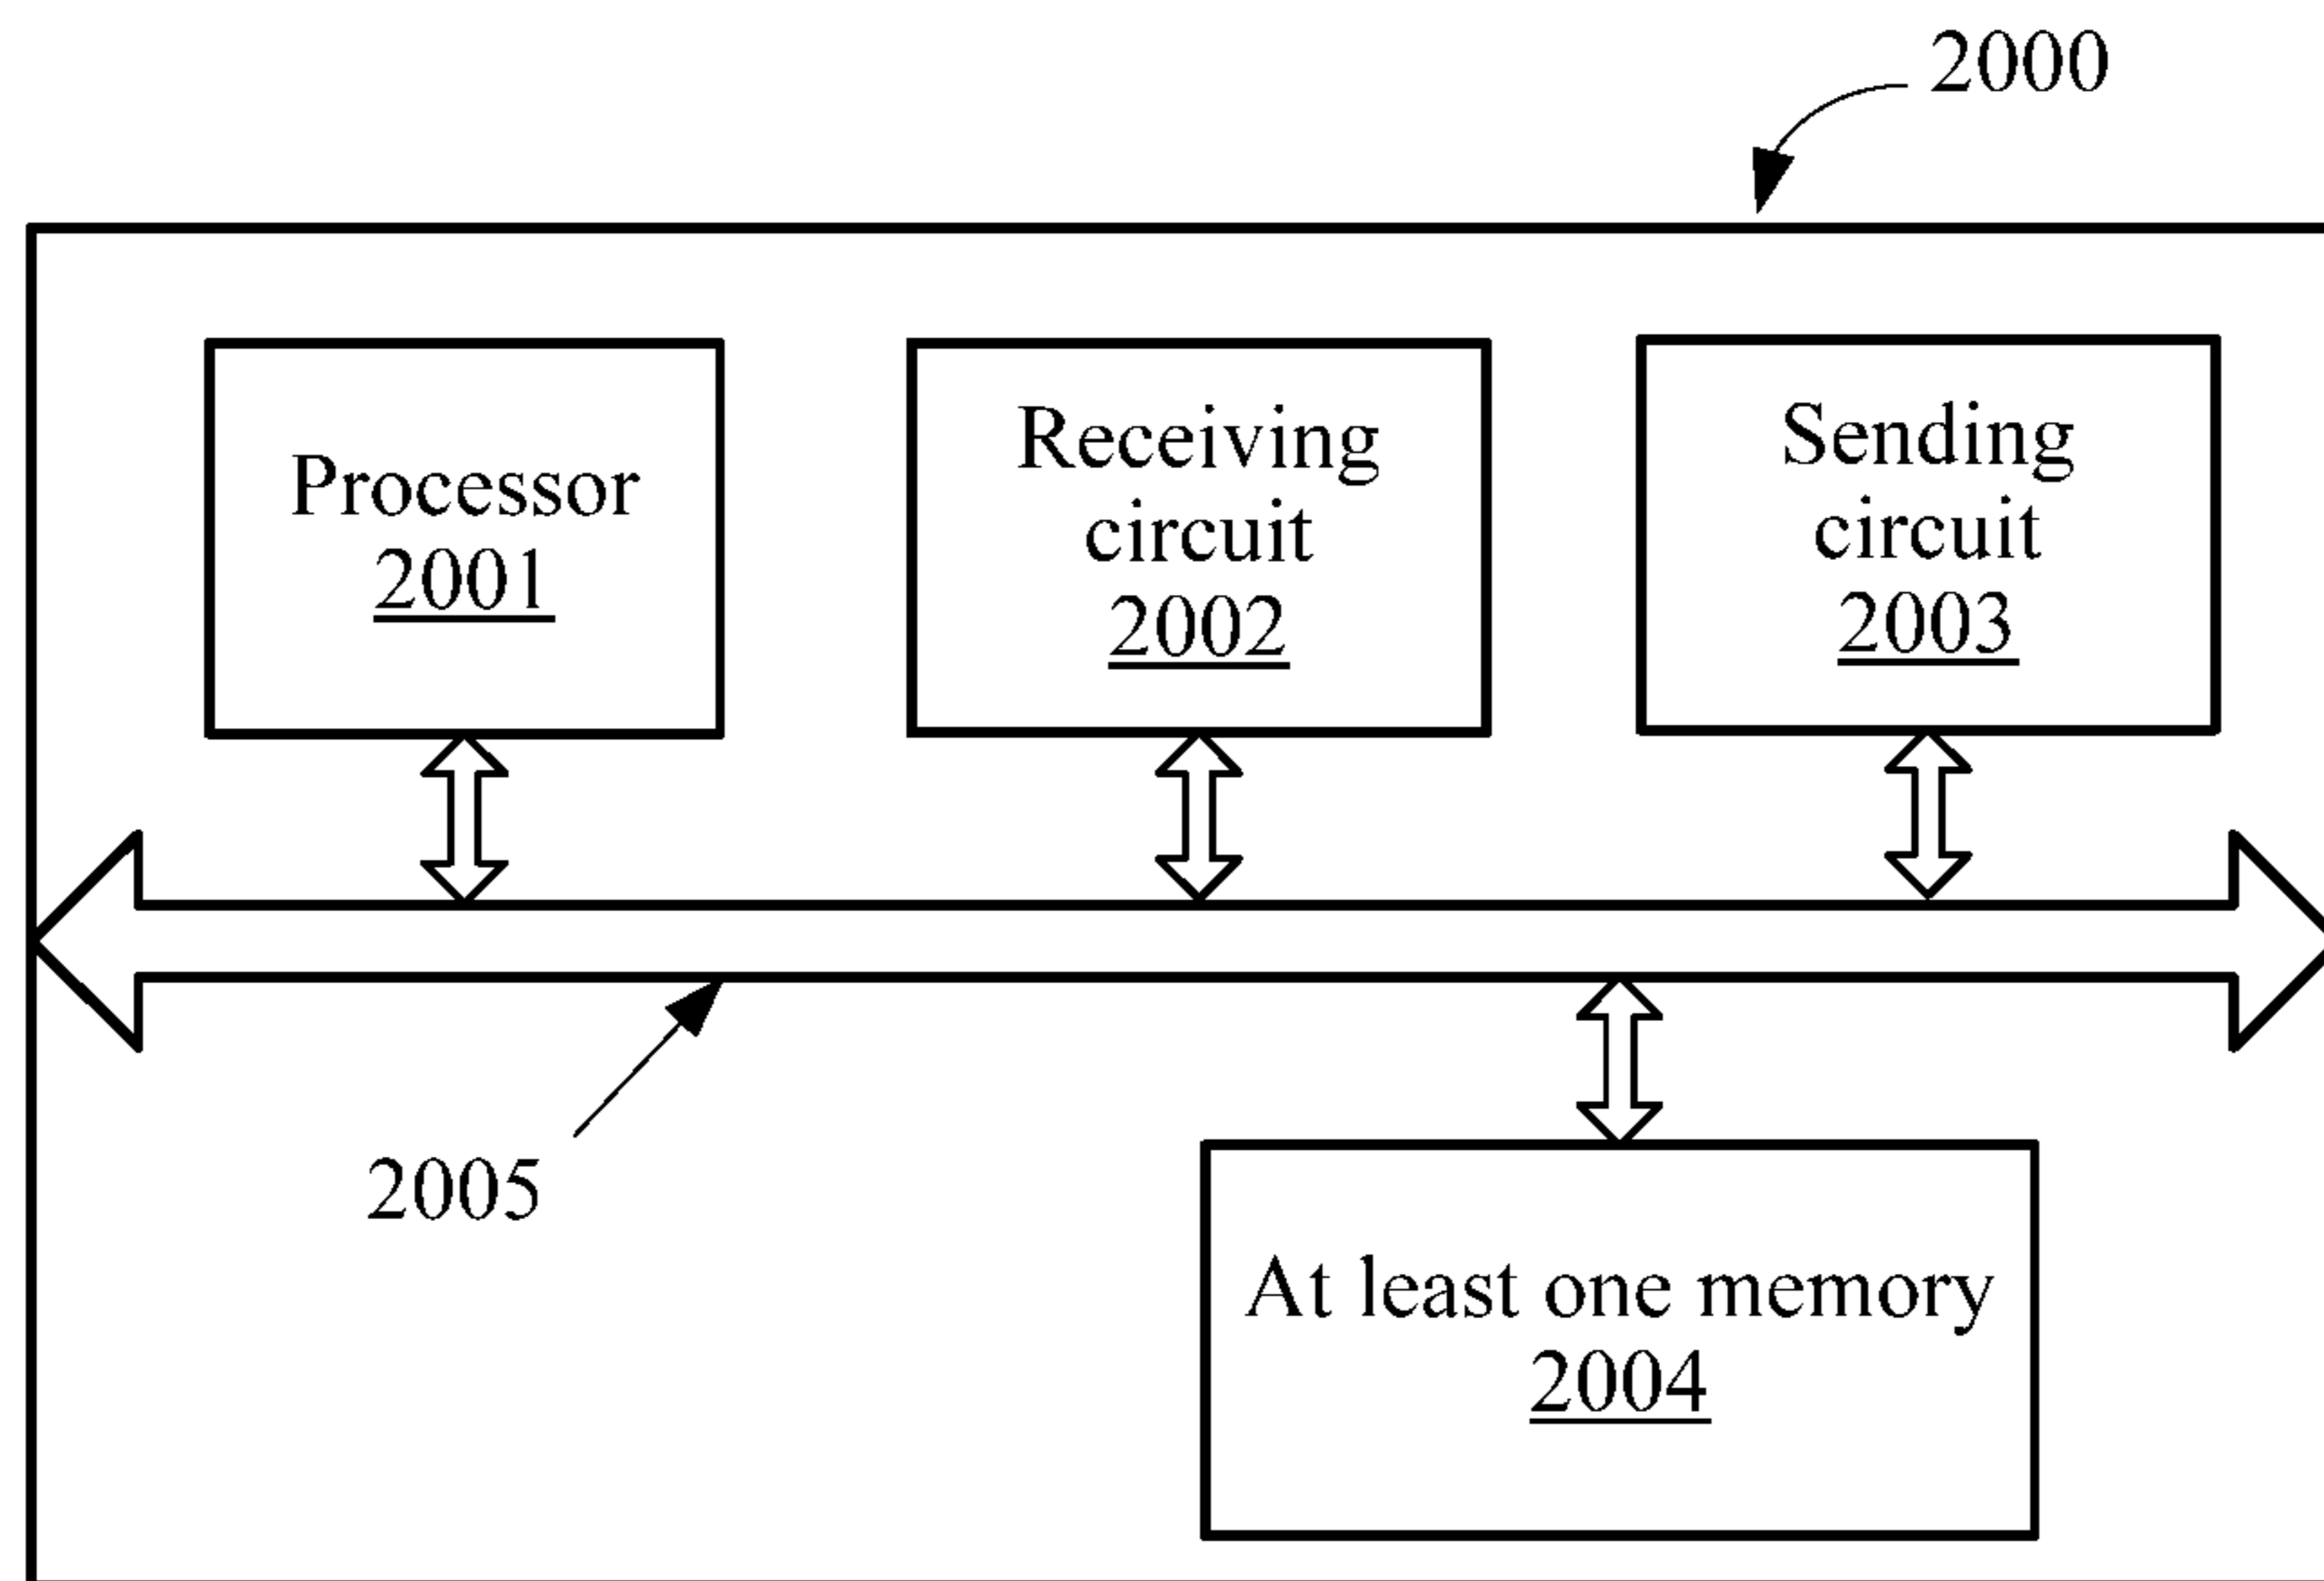 2000
Processor
2001
Receiving
circuit
2002
Sending
circuit
2003
2005
At least one memory
2004